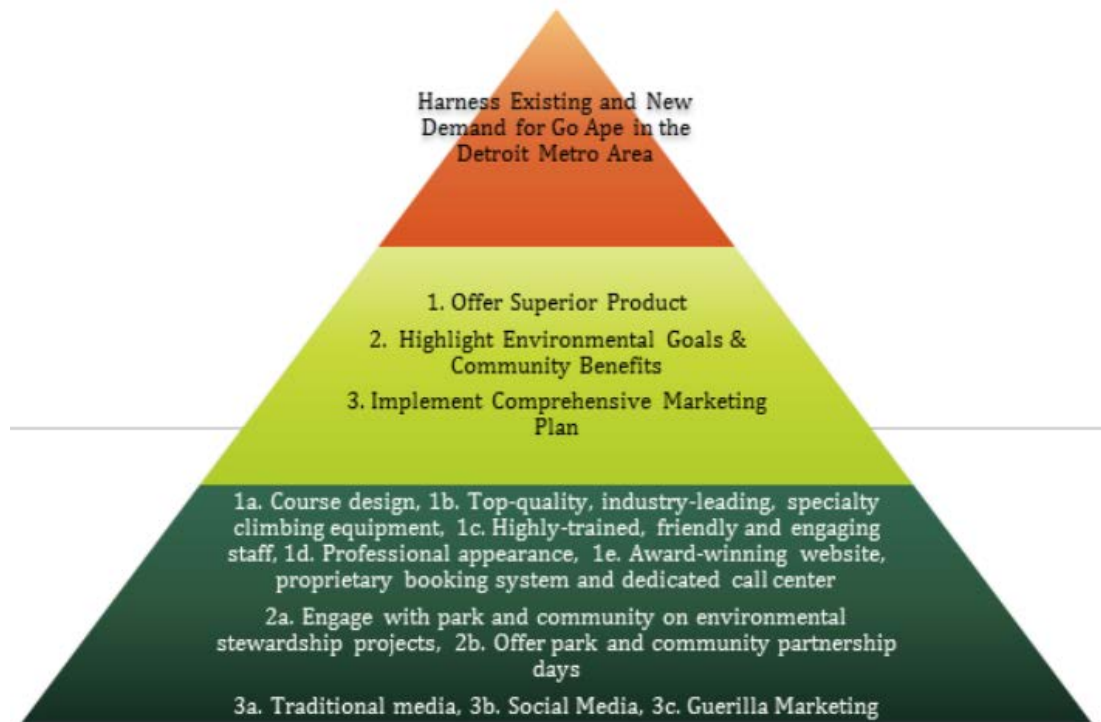 Harness Existing and New
Demand for Go Ape in the
Detroit Metro Area
1. Offer Superior Product
2. Highlight Environmental Goals &
Community Benefits
3. Implement Comprehensive Marketing
Plan
1a. Course design, 1b. Top-quality, industry-leading, specialty
climbing equipment, 1c. Highly-trained, friendly and engaging
staff, 1d. Professional appearance, 1e. Award-winning website,
proprietary booking system and dedicated call center
2a. Engage with park and community on environmental
stewardship projects, 2b. Offer park and community partnership
days
3a. Traditional media, 3b. Social Media, 3c. Guerilla Marketing